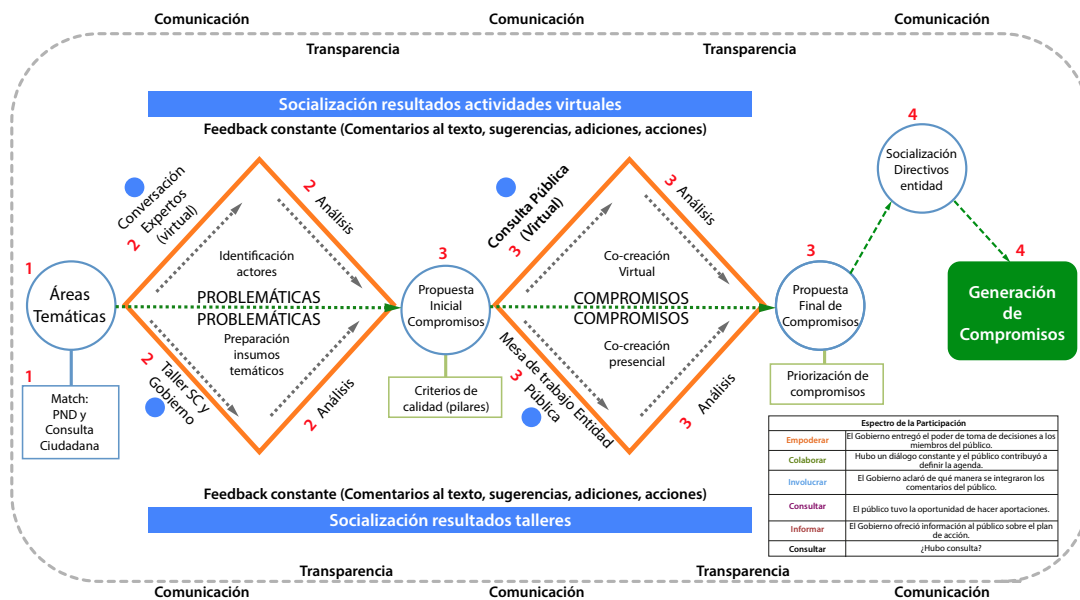 Comunicación
Comunicación
Comunicación
Transparencia
Transparencia
Socialización resultados actividades virtuales
Feedback constante (Comentarios al texto, sugerencias, adiciones, acciones)
1
Áreas
Temáticas
1
Match:
PND y
Consulta
Ciudadana
Conversación
Expertos
(virtual)
2
2
Análisis
Identificación
actores
PROBLEMÁTICAS
PROBLEMÁTICAS
Preparación
insumos
temáticos
2
Taller SC y
Gobierno
2
Análisis
3
Propuesta
Inicial
Compromisos
Criterios de
calidad (pilares)
Consulta Pública
(Virtual)
3
3
Análisis
Co-creación
Virtual
COMPROMISOS
COMPROMISOS
Co-creación
presencial
Mesa de trabajo Entidad
Pública
3
3
Análisis
3
Propuesta
Final de
Compromisos
Priorización de
compromisos
4
Socialización
Directivos
entidad
4
Generación
de
Compromisos
Espectro de la Participación
Empoderar
El Gobierno entregó el poder de toma de decisiones a los
miembros del público.
Colaborar
Hubo un diálogo constante y el público contribuyó a
definir la agenda.
Involucrar
El Gobierno aclaró de qué manera se integraron los
comentarios del público.
Consultar
El público tuvo la oportunidad de hacer aportaciones.
Informar
El Gobierno ofreció información al público sobre el plan
de acción.
Consultar
¿Hubo consulta?
Feedback constante (Comentarios al texto, sugerencias, adiciones, acciones)
Socialización resultados talleres
Transparencia
Transparencia
Comunicación
Comunicación
Comunicación